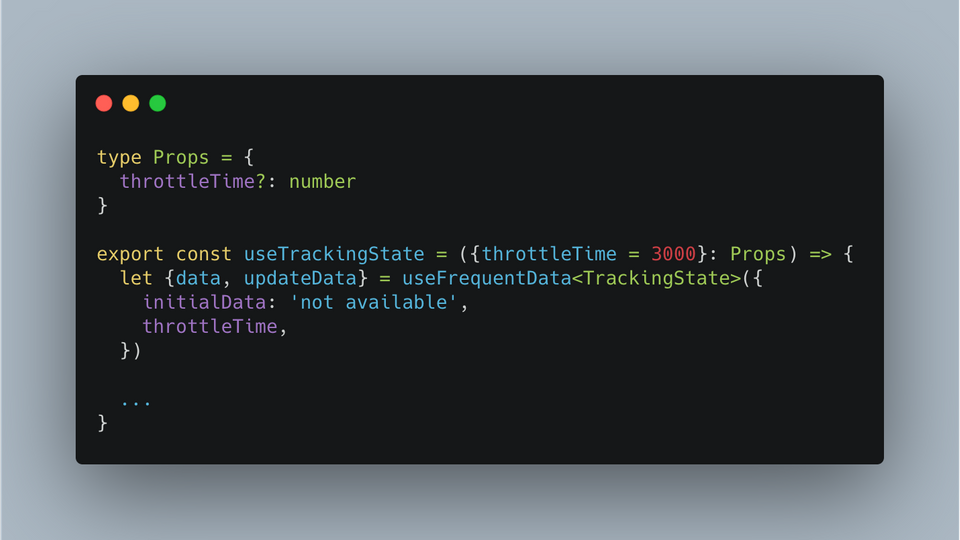 type Props = {
  throttleTime?: number
}

export const useTrackingState = ({throttleTime = 3000}: Props) => {
  let {data, updateData} = useFrequentData<TrackingState>({
    initialData: 'not available',
    throttleTime,
  })

  ...
}